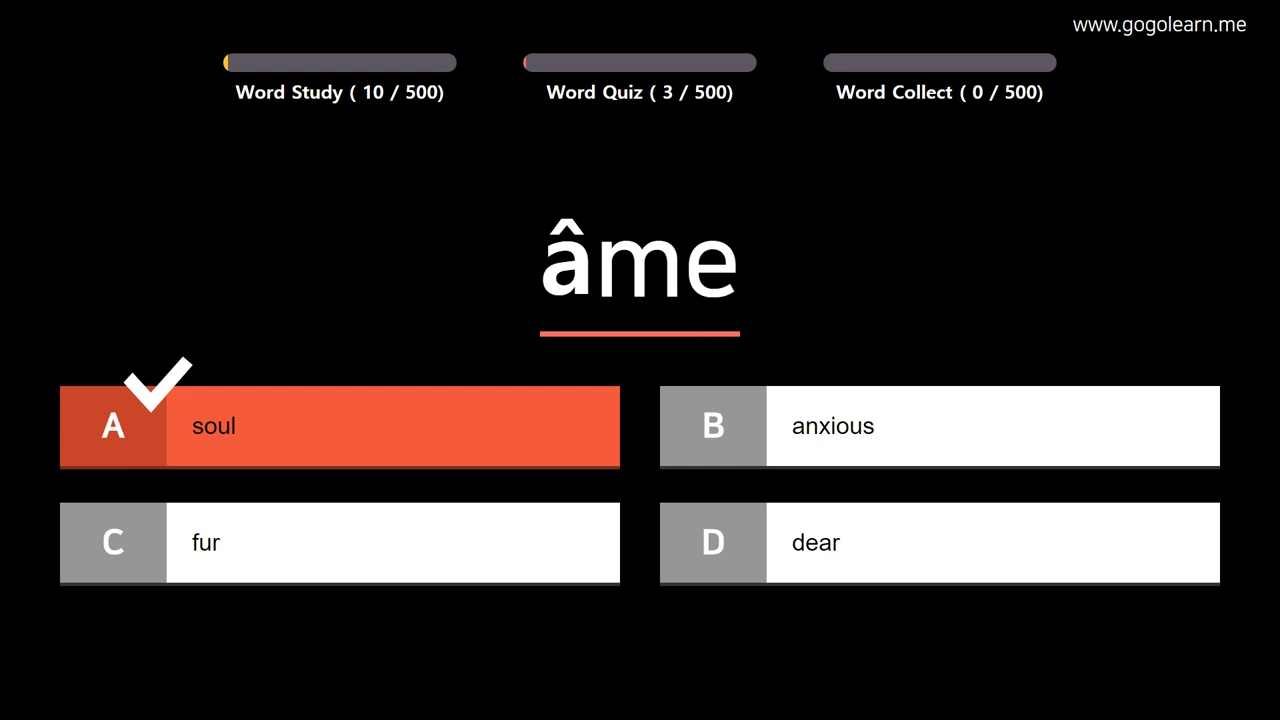 www.gogolearn.me
Word Study ( 10 / 500)
Word Quiz ( 3 / 500)
Word Collect ( 0 / 500)
âme
A soul
B anxious
C fur
D dear